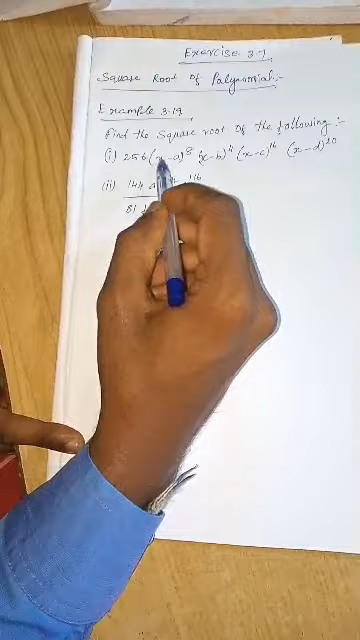 Exercise 3.7
Square Root of Polynomial:-
Example 3.19
Find the square root of the following:
(i) 256 (x-a)⁸ (x-b)⁴ (x-c)¹⁶ (x-d)²⁰
(ii) 144 a
81